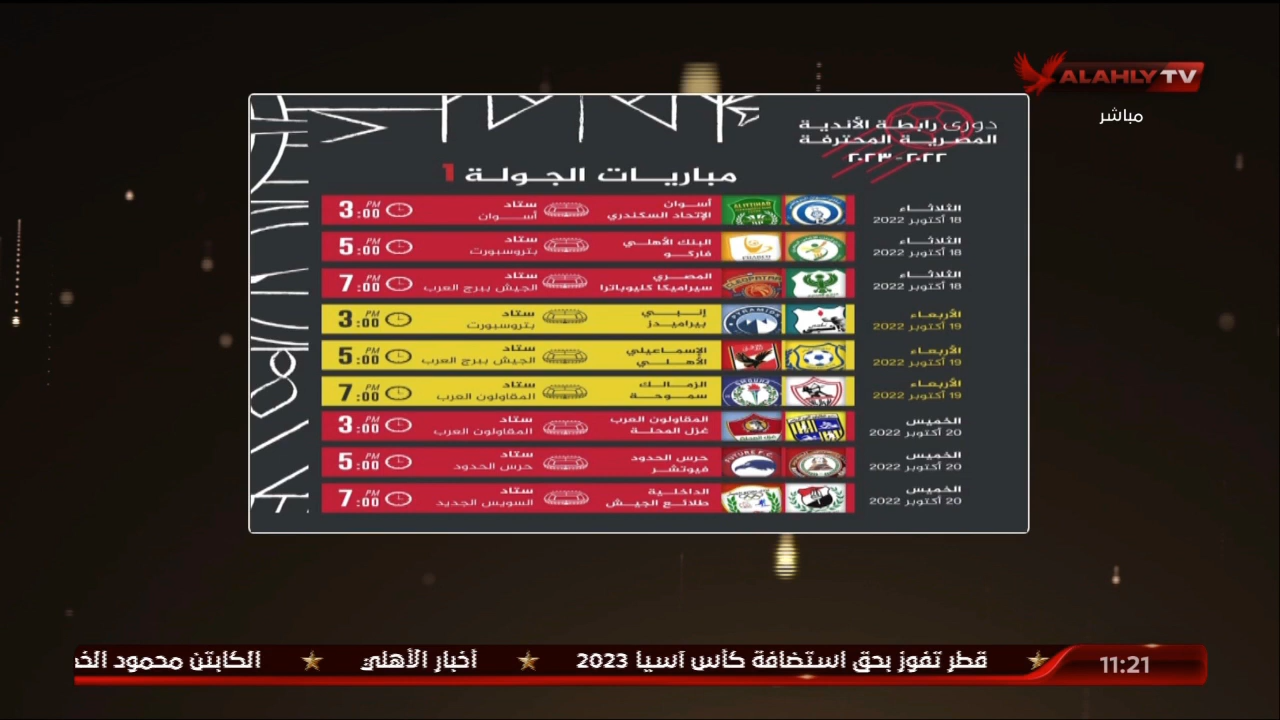 ALAHLY TV
مباشر
دورى رابطة الأندية
المصرية المحترفة
٢٠٢٢-٢٠٢٣
مباريات الجولة 1
الثلاثاء
18 أكتوبر 2022
أسوان
الإتحاد السكندري
ستاد
أسوان
3:00 PM
الثلاثاء
18 أكتوبر 2022
البنك الأهلي
فاركو
ستاد
بتروسبورت
5:00 PM
الثلاثاء
18 أكتوبر 2022
المصري
سيراميكا كليوباترا
ستاد
الجيش ببرج العرب
7:00 PM
الأربعاء
19 أكتوبر 2022
إنبي
بيراميدز
ستاد
بتروسبورت
3:00 PM
الأربعاء
19 أكتوبر 2022
الإسماعيلي
الأهلي
ستاد
الجيش ببرج العرب
5:00 PM
الأربعاء
19 أكتوبر 2022
الزمالك
سموحة
ستاد
المقاولون العرب
7:00 PM
الخميس
20 أكتوبر 2022
المقاولون العرب
غزل المحلة
ستاد
المقاولون العرب
3:00 PM
الخميس
20 أكتوبر 2022
FUTURE F.C
حرس الحدود
فيوتشر
ستاد
حرس الحدود
5:00 PM
الخميس
20 أكتوبر 2022
الداخلية
طلائع الجيش
ستاد
السويس الجديد
7:00 PM
11:21
قطر تفوز بحق استضافة كأس آسيا 2023 أخبار الأهلي الكابتن محمود